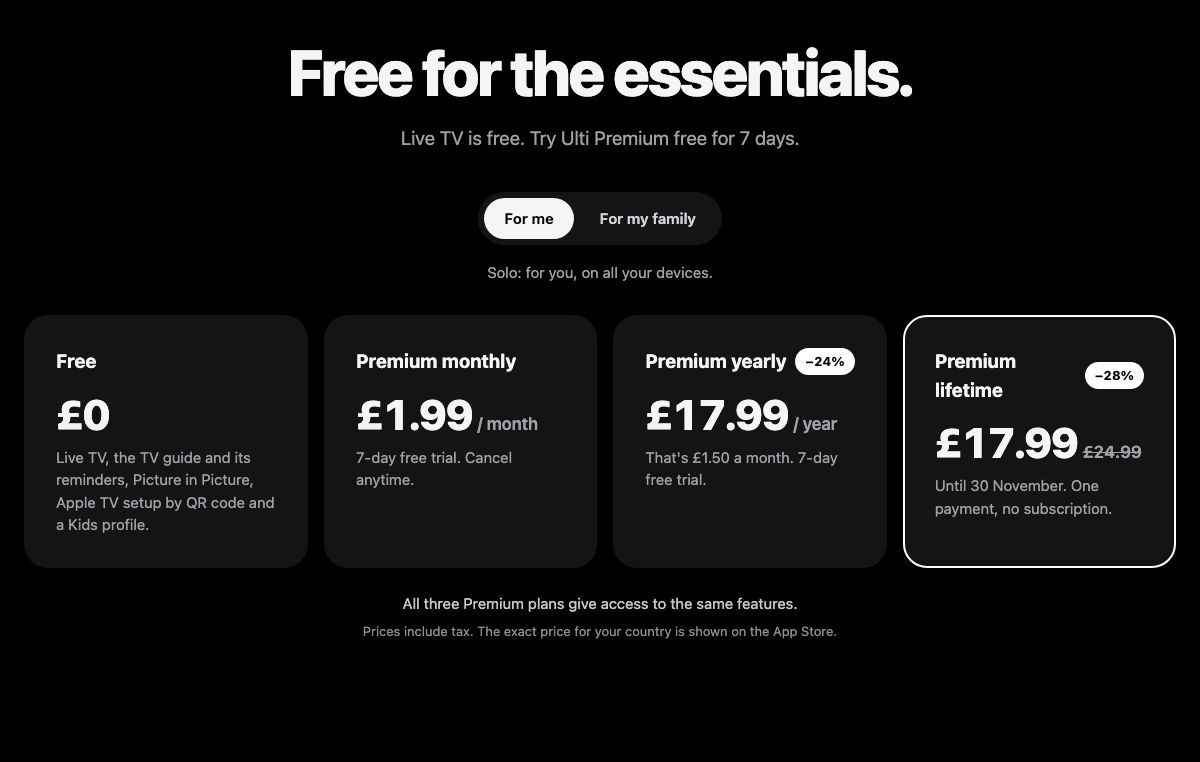 Free for the essentials.
Live TV is free. Try Ulti Premium free for 7 days.
For me
For my family
Solo: for you, on all your devices.
Free
£0
Live TV, the TV guide and its
reminders, Picture in Picture,
Apple TV setup by QR code and
a Kids profile.
Premium monthly
£1.99 / month
7-day free trial. Cancel
anytime.
Premium yearly −24%
£17.99 / year
That's £1.50 a month. 7-day
free trial.
Premium
lifetime
−28%
£17.99 £24.99
Until 30 November. One
payment, no subscription.
All three Premium plans give access to the same features.
Prices include tax. The exact price for your country is shown on the App Store.